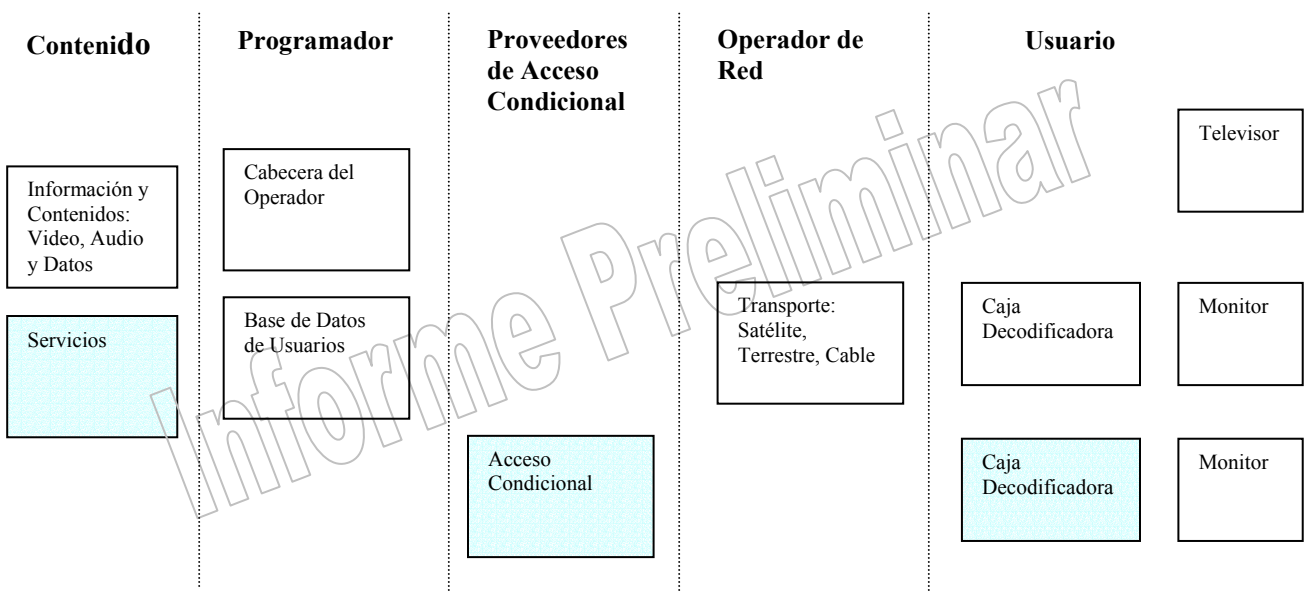 Contenido
Programador
Proveedores
de Acceso
Condicional
Operador de
Red
Usuario
Información y
Contenidos:
Video, Audio
y Datos
Servicios
Cabecera del
Operador
Base de Datos
de Usuarios
Acceso
Condicional
Transporte:
Satélite,
Terrestre, Cable
Televisor
Caja
Decodificadora
Monitor
Caja
Decodificadora
Monitor
Informe Preliminar